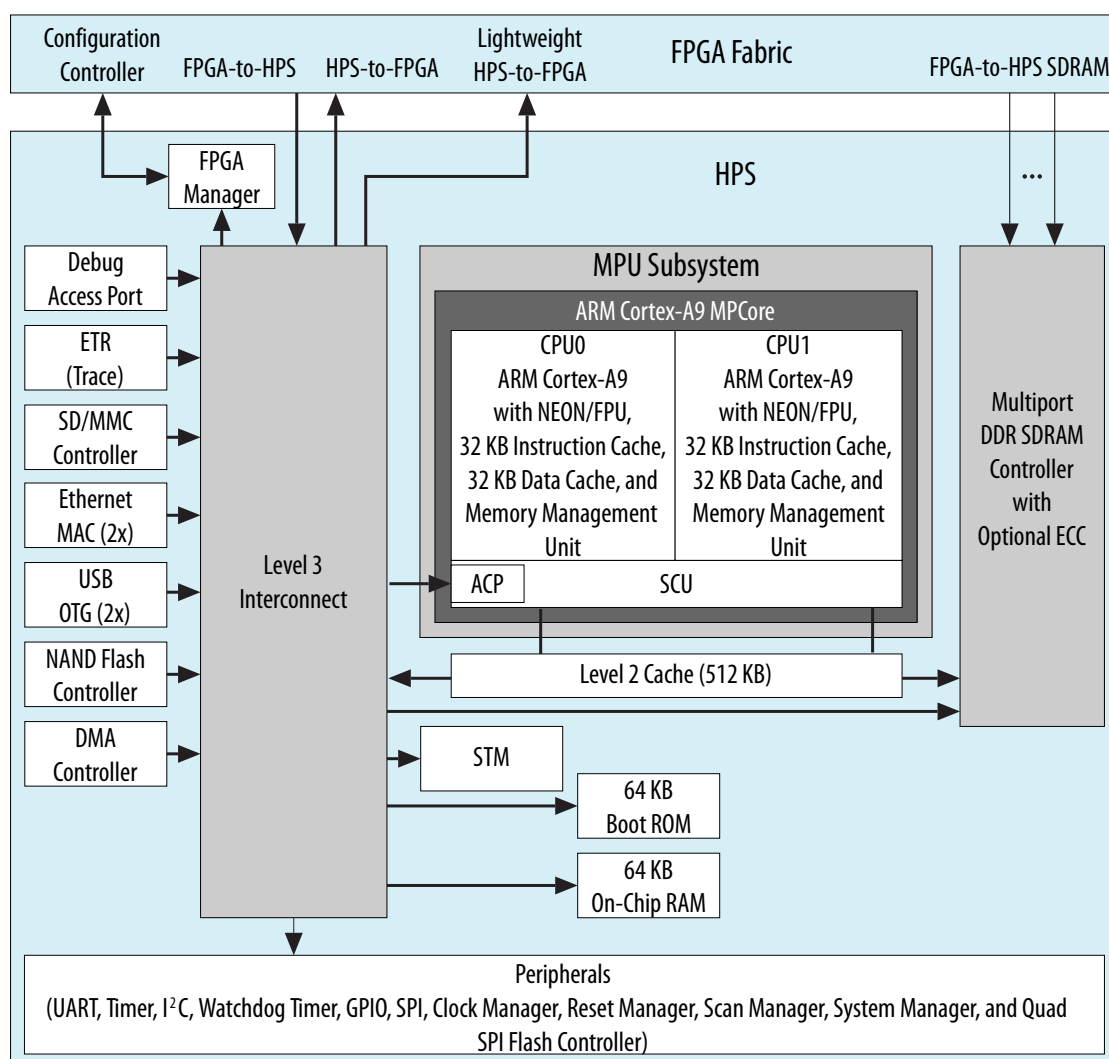 Configuration
Controller
FPGA-to-HPS
HPS-to-FPGA
Lightweight
HPS-to-FPGA
FPGA Fabric
FPGA-to-HPS SDRAM
FPGA
Manager
HPS
...
Debug
Access Port
ETR
(Trace)
SD/MMC
Controller
Ethernet
MAC (2x)
USB
OTG (2x)
NAND Flash
Controller
DMA
Controller
Level 3
Interconnect
MPU Subsystem
ARM Cortex-A9 MPCore
CPU0
ARM Cortex-A9
with NEON/FPU,
32 KB Instruction Cache,
32 KB Data Cache, and
Memory Management
Unit
CPU1
ARM Cortex-A9
with NEON/FPU,
32 KB Instruction Cache,
32 KB Data Cache, and
Memory Management
Unit
ACP
SCU
Level 2 Cache (512 KB)
Multiport
DDR SDRAM
Controller
with
Optional ECC
STM
64 KB
Boot ROM
64 KB
On-Chip RAM
Peripherals
(UART, Timer, I²C, Watchdog Timer, GPIO, SPI, Clock Manager, Reset Manager, Scan Manager, System Manager, and Quad
SPI Flash Controller)